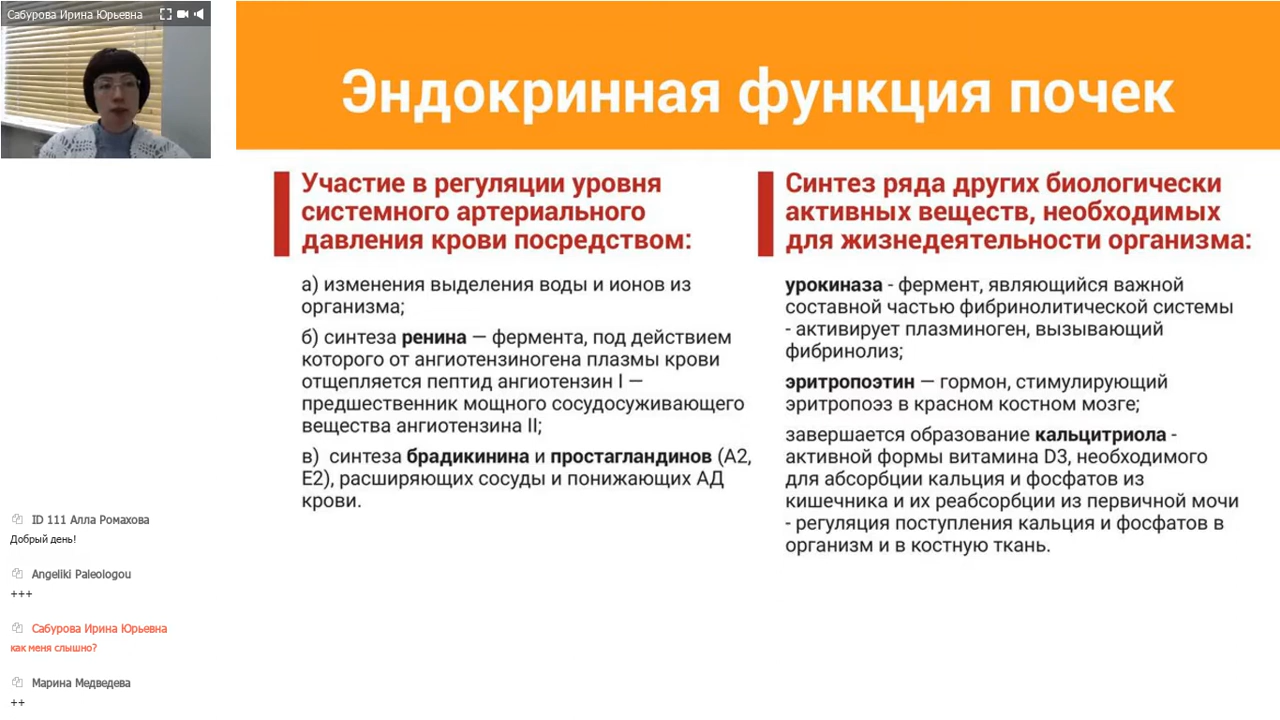 Сабурова Ирина Юрьевна
Эндокринная функция почек
Участие в регуляции уровня
системного артериального
давления крови посредством:
а) изменения выделения воды и ионов из
организма;
б) синтеза ренина — фермента, под действием
которого от ангиотензиногена плазмы крови
отщепляется пептид ангиотензин I —
предшественник мощного сосудосуживающего
вещества ангиотензина II;
в) синтеза брадикинина и простагландинов (А2,
Е2), расширяющих сосуды и понижающих АД
крови.
Синтез ряда других биологически
активных веществ, необходимых
для жизнедеятельности организма:
урокиназа - фермент, являющийся важной
составной частью фибринолитической системы
- активирует плазминоген, вызывающий
фибринолиз;
эритропоэтин — гормон, стимулирующий
эритропоэз в красном костном мозге;
завершается образование кальцитриола -
активной формы витамина D3, необходимого
для абсорбции кальция и фосфатов из
кишечника и их реабсорбции из первичной мочи
- регуляция поступления кальция и фосфатов в
организм и в костную ткань.
ID 111 Алла Ромахова
Добрый день!
Angeliki Paleologou
+++
Сабурова Ирина Юрьевна
как меня слышно?
Марина Медведева
++